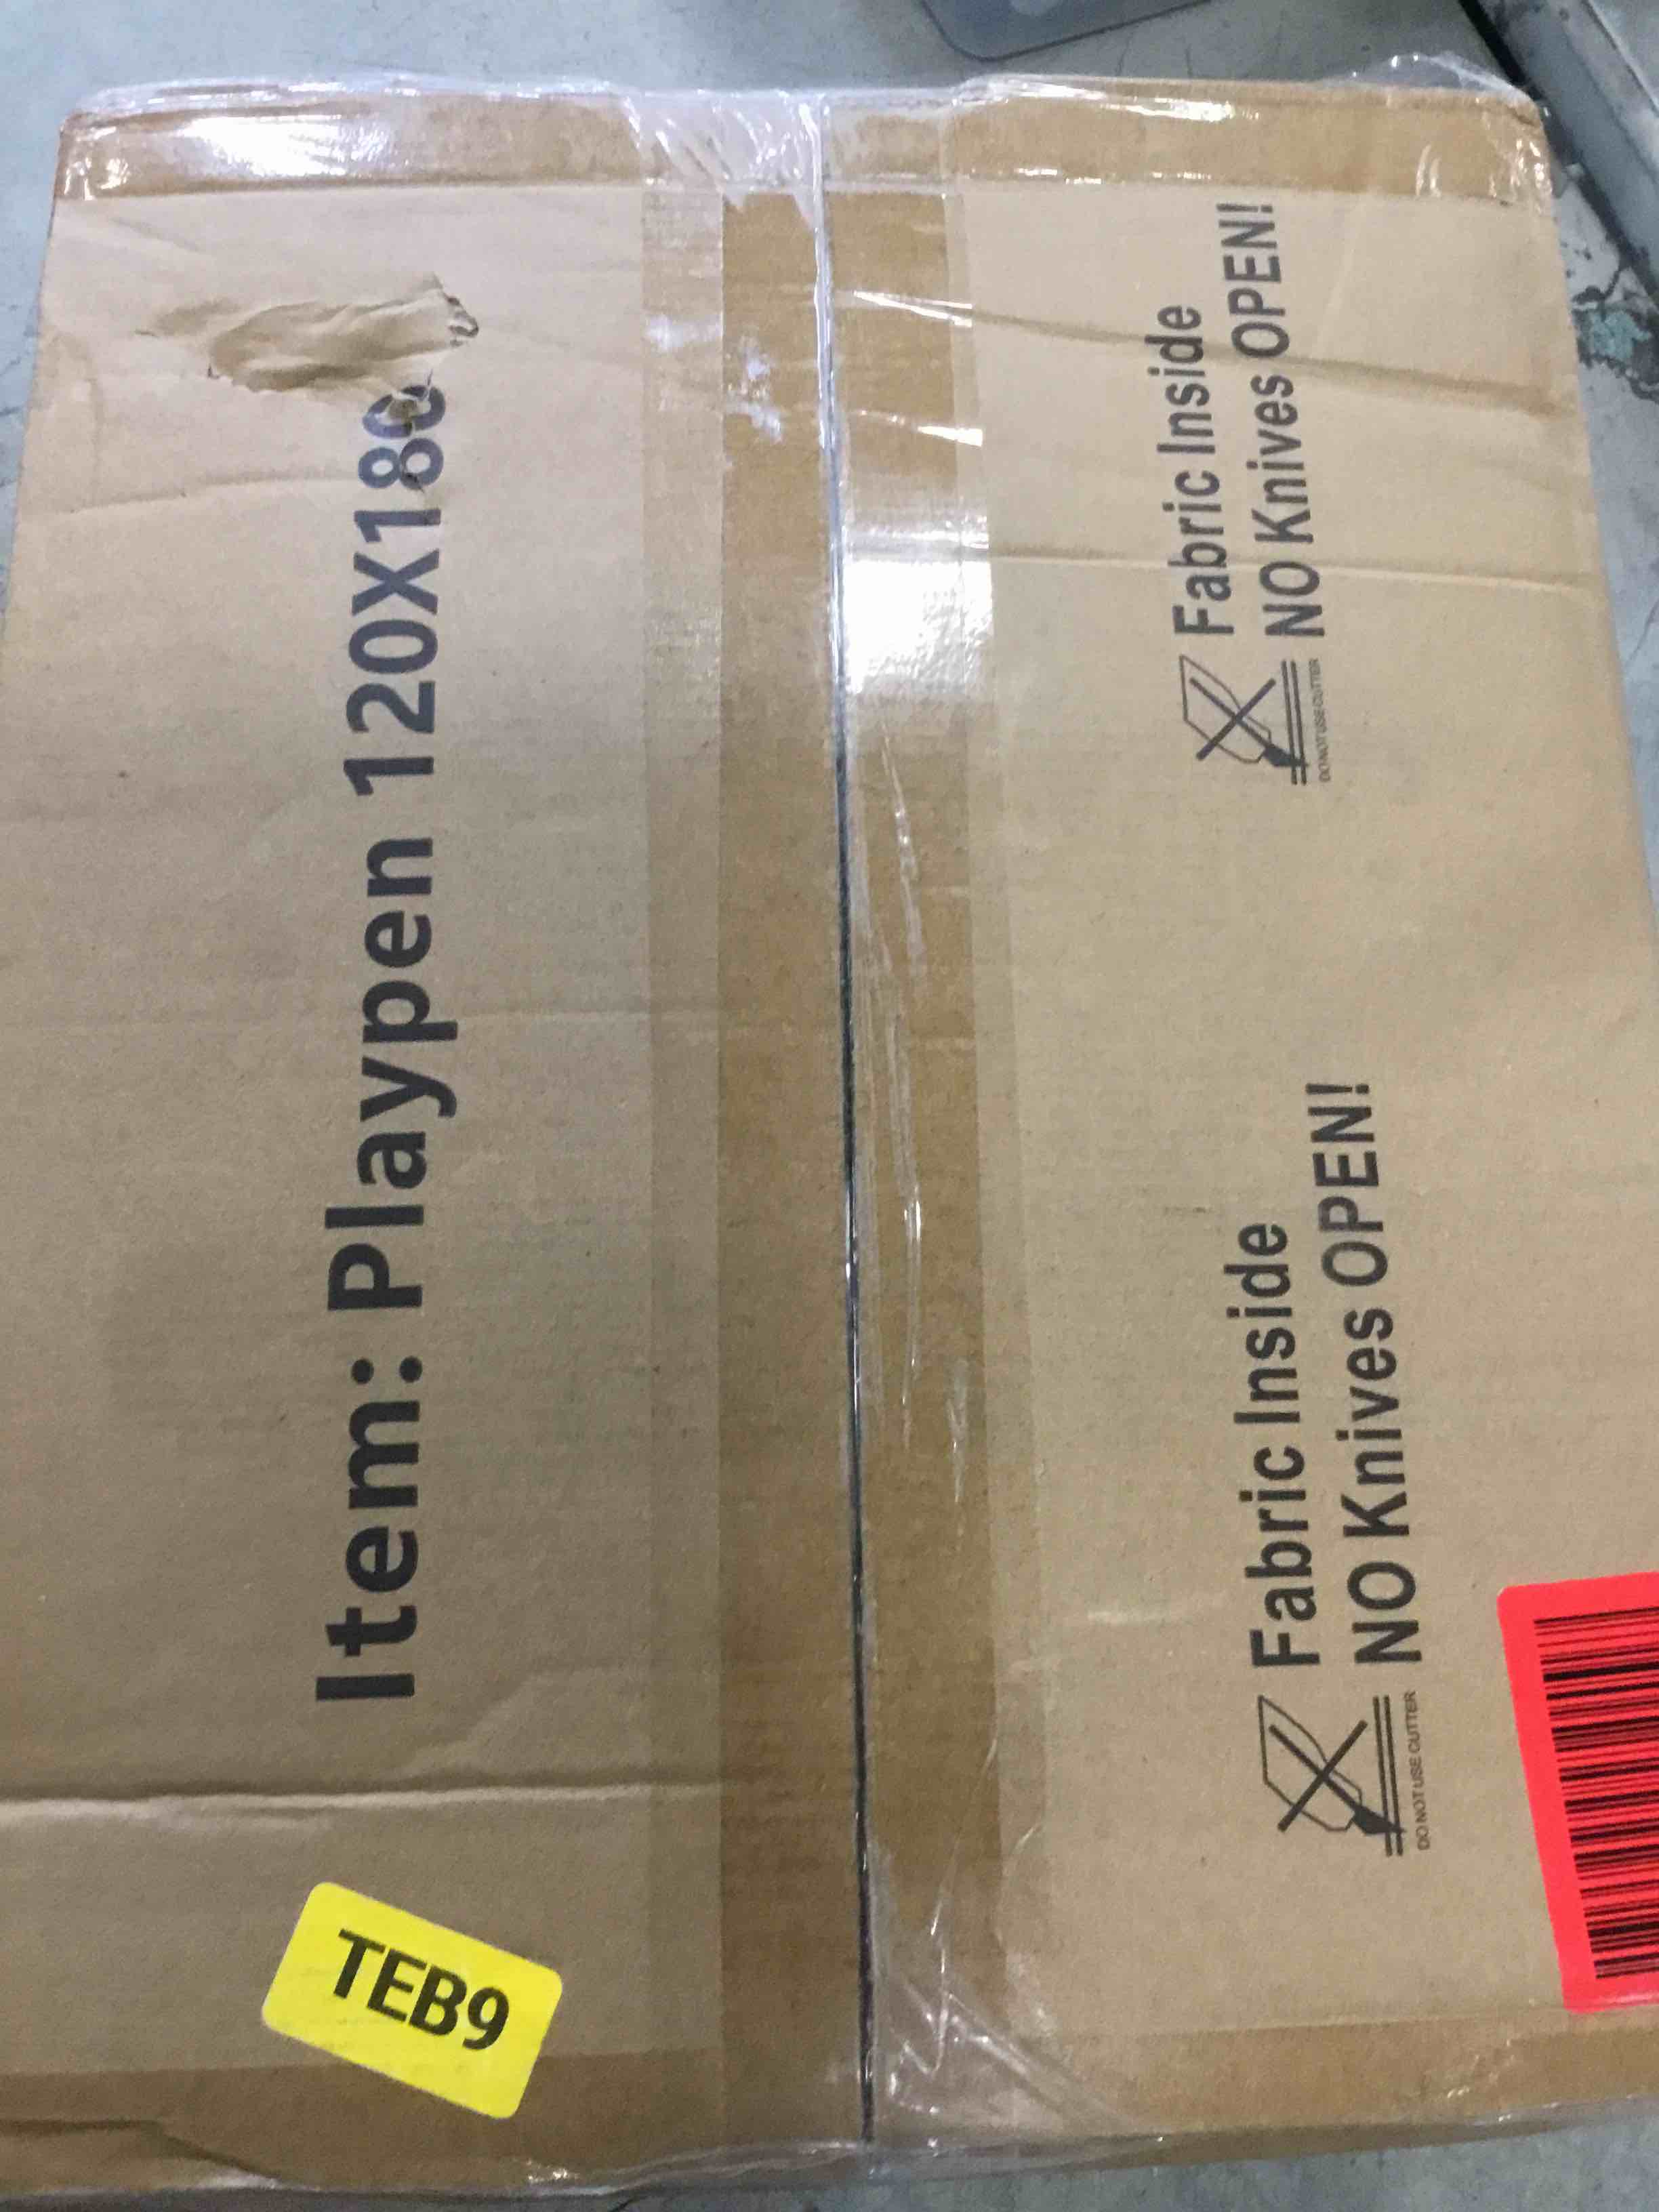 Item: Playpen 120X180
Fabric Inside
NO Knives OPEN!
DO NOT USE CUTTER
Fabric Inside
NO Knives OPEN!
DO NOT USE CUTTER
TEB9